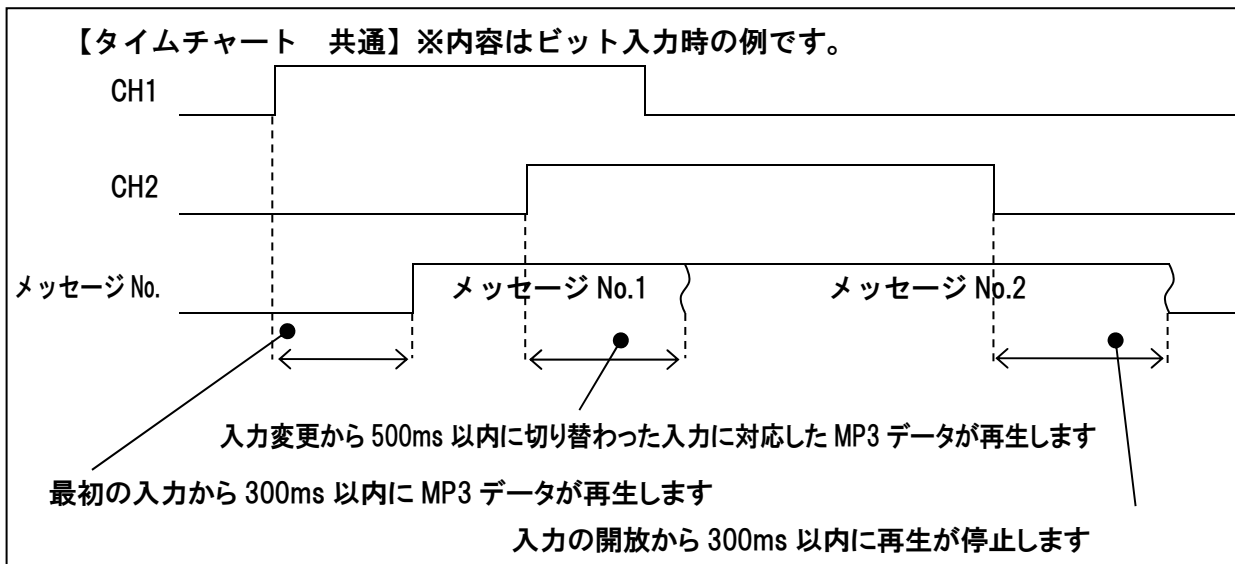 【タイムチャート　共通】※内容はビット入力時の例です。
CH1
CH2
メッセージ No.
メッセージ No.1
メッセージ No.2
入力変更から 500ms 以内に切り替わった入力に対応した MP3 データが再生します
最初の入力から 300ms 以内に MP3 データが再生します
入力の開放から 300ms 以内に再生が停止します